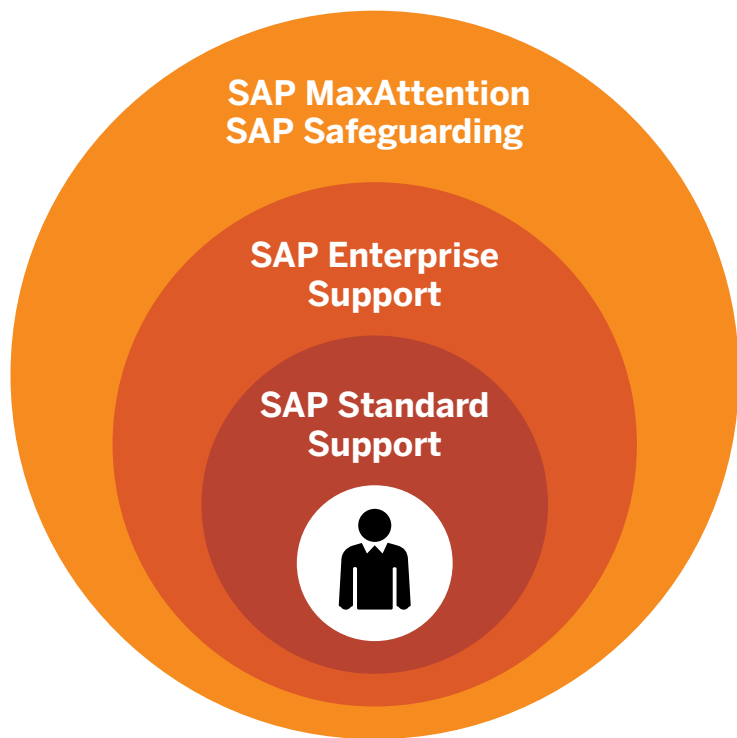 SAP MaxAttention
SAP Safeguarding
SAP Enterprise
Support
SAP Standard
Support